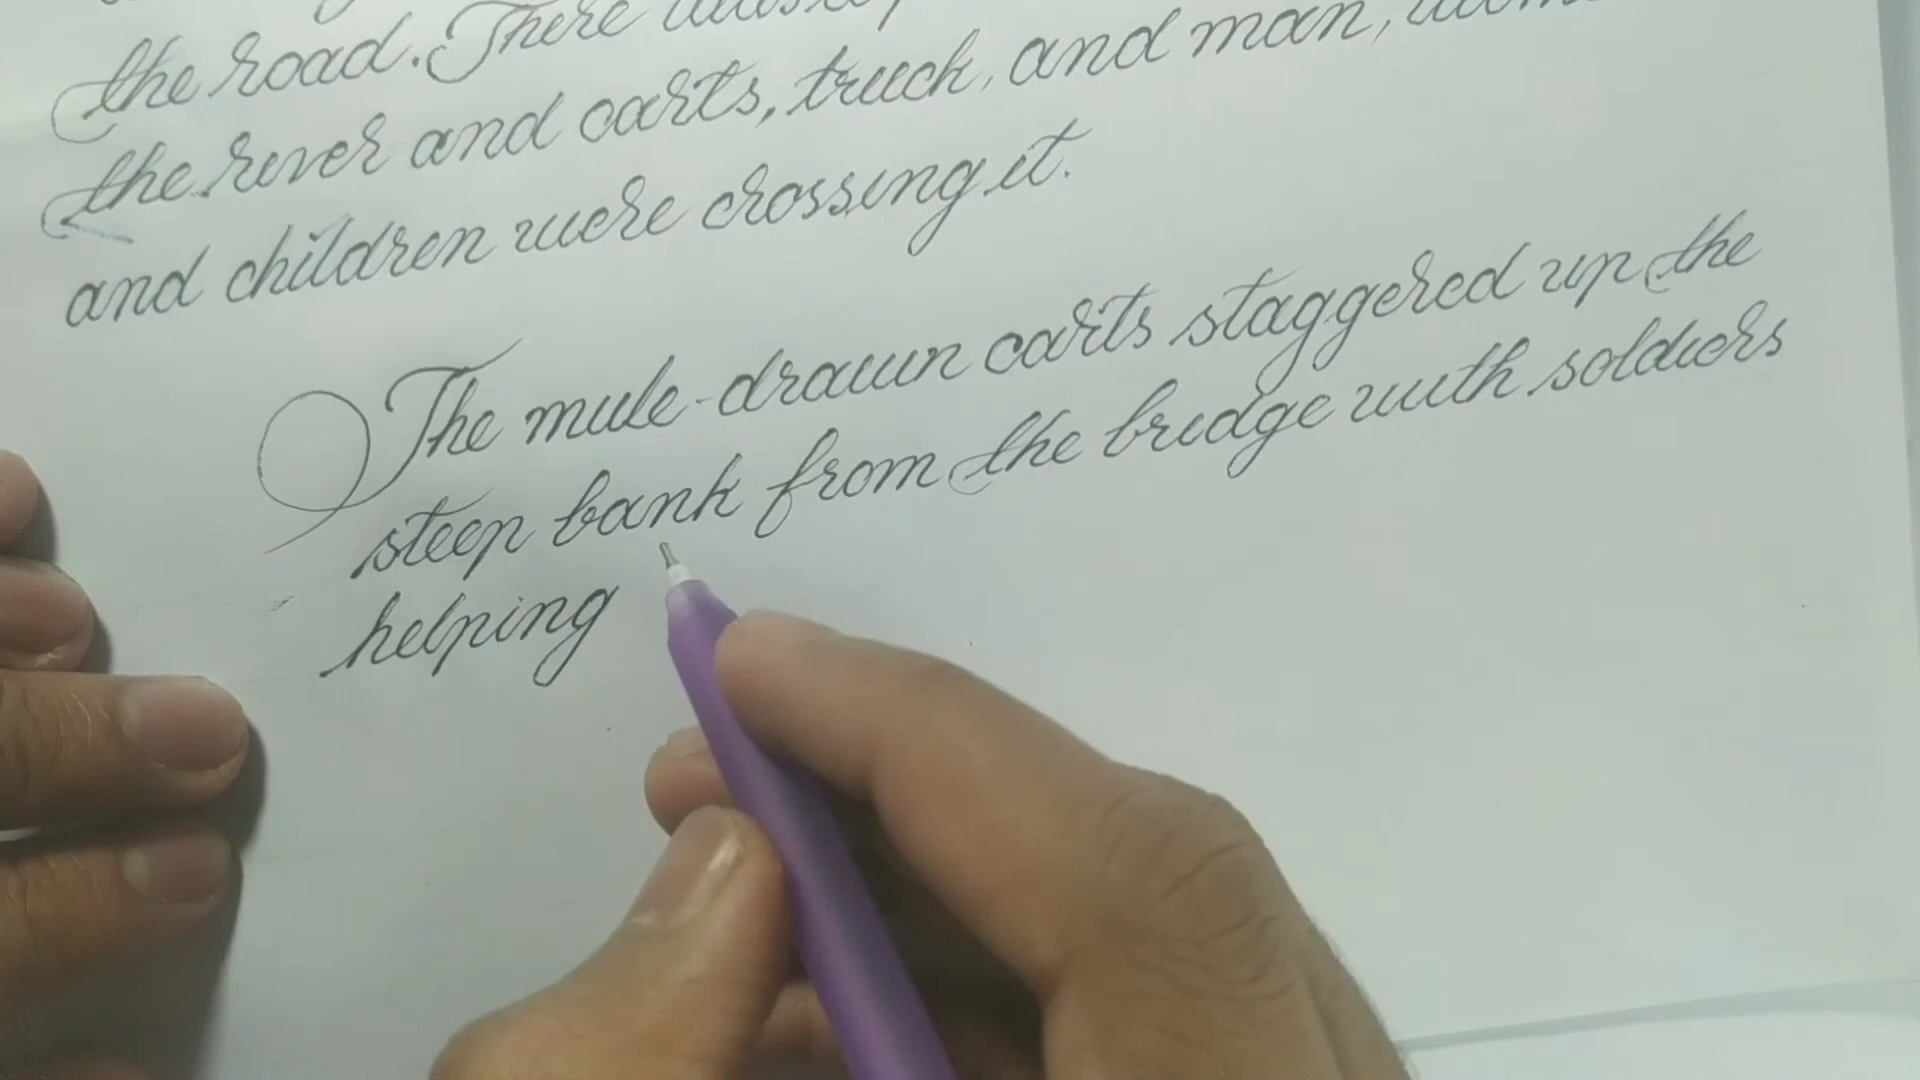 the road. There
the river and carts, truck, and man,
and children were crossing it.
The mule-drawn carts staggered up the
steep bank from the bridge with soldiers
helping